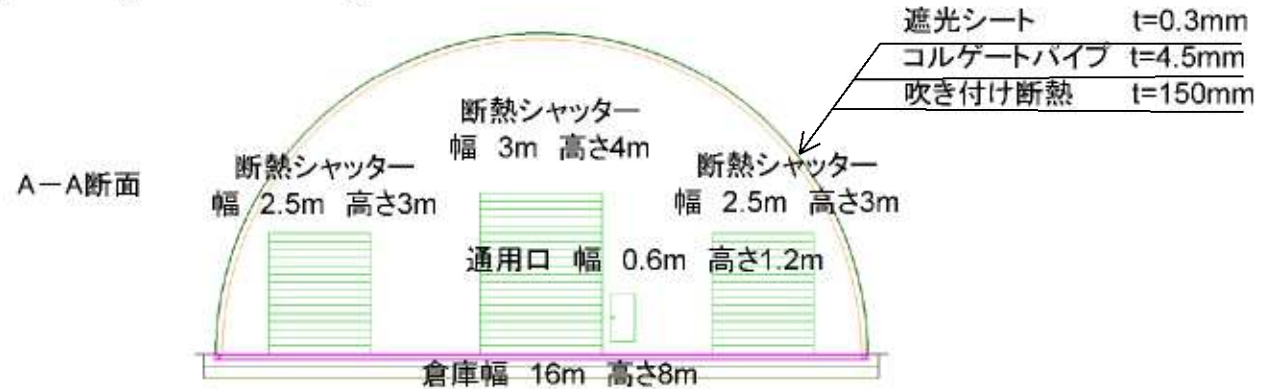 遮光シート t=0.3mm
コルゲートパイプ t=4.5mm
吹き付け断熱 t=150mm
断熱シャッター
幅 3m 高さ4m
断熱シャッター
幅 2.5m 高さ3m
断熱シャッター
幅 2.5m 高さ3m
A-A断面
通用口 幅 0.6m 高さ1.2m
倉庫幅 16m 高さ8m